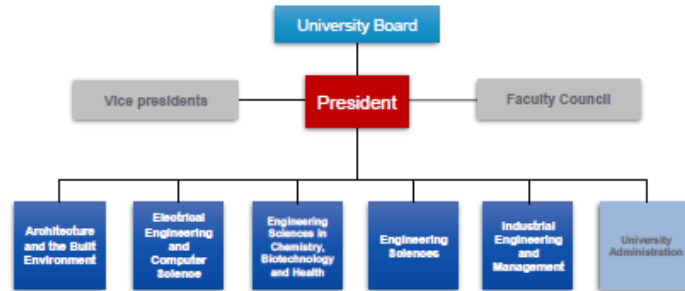 University Board
Vice presidents
President
Faculty Council
Architecture
and the Built
Environment
Electrical
Engineering
and
Computer
Science
Engineering
Sciences in
Chemistry,
Biotechnology
and Health
Engineering
Sciences
Industrial
Engineering
and
Management
University
Administration